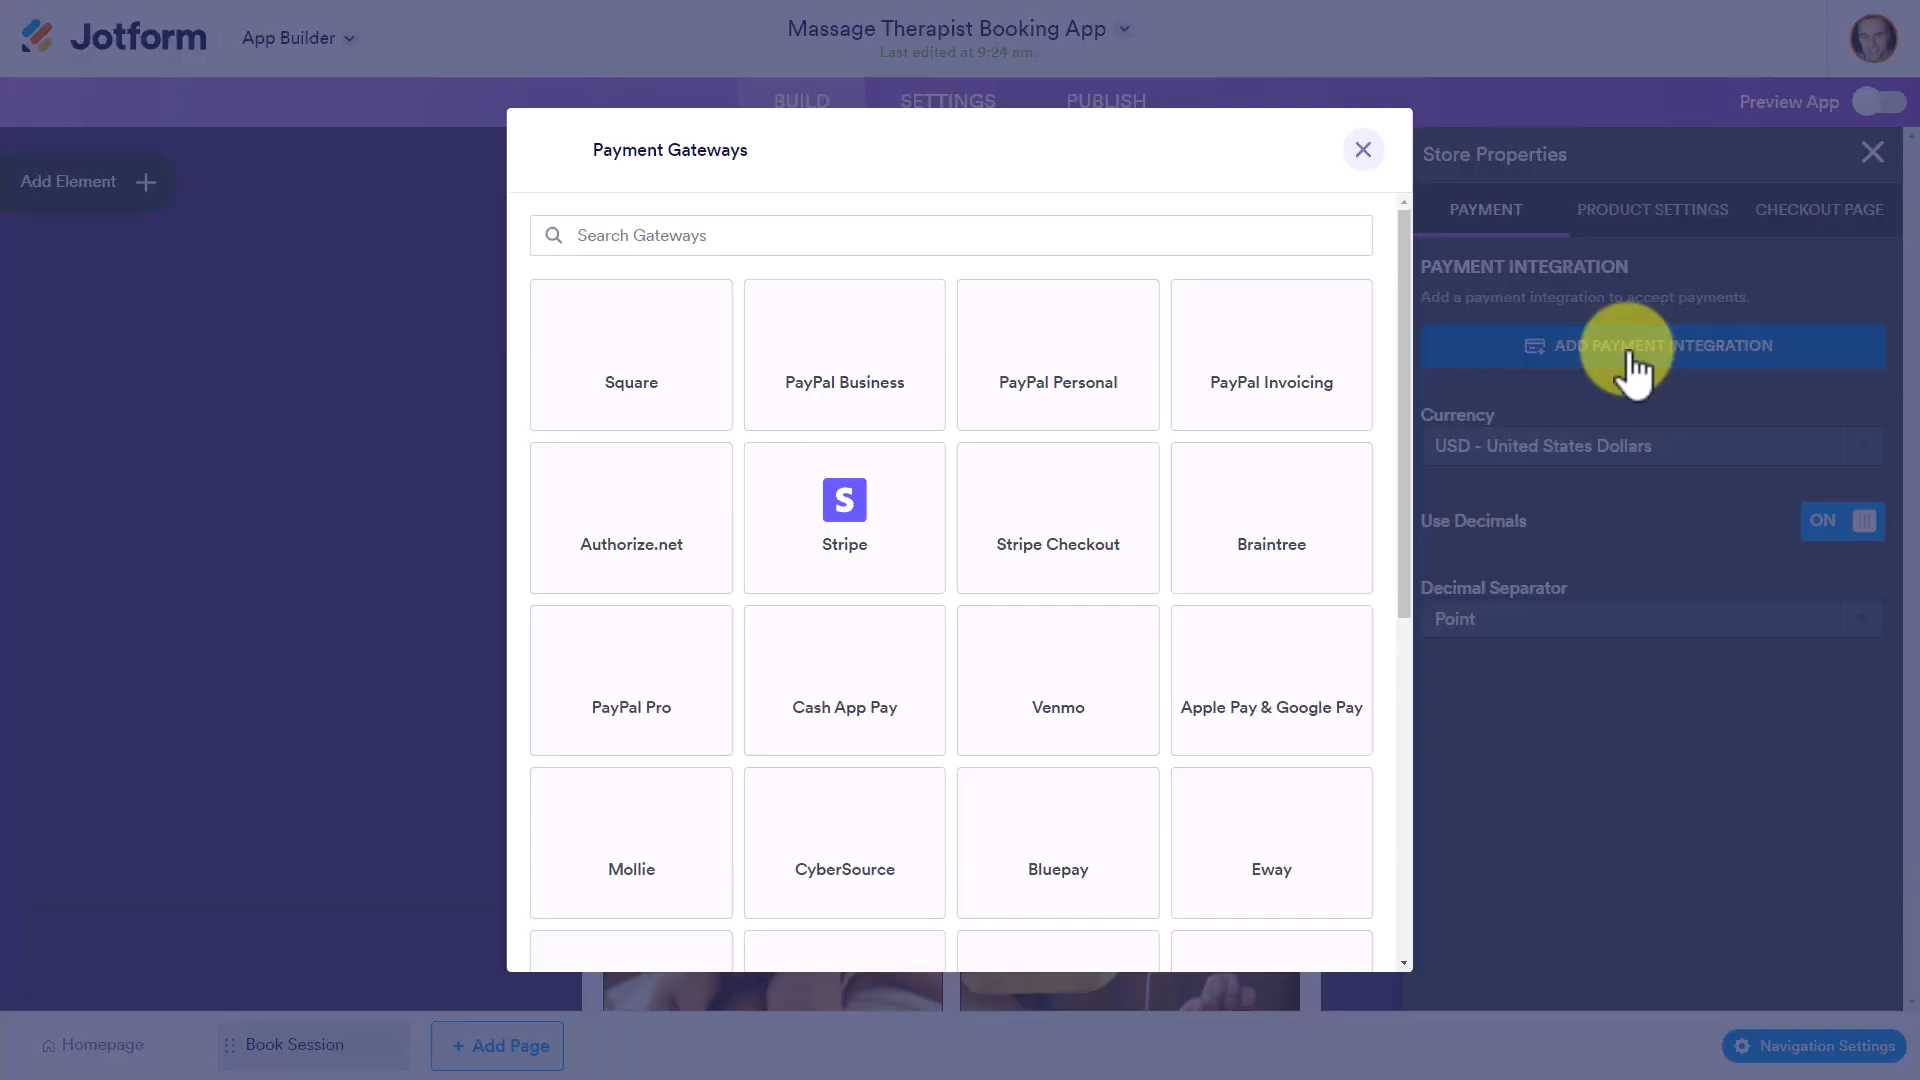 Jotform
App Builder
Massage Therapist Booking App
Last edited at 9:24 am.
BUILD
SETTINGS
PUBLISH
Preview App
Add Element
Payment Gateways
Search Gateways
Square
PayPal Business
PayPal Personal
PayPal Invoicing
Authorize.net
S
Stripe
Stripe Checkout
Braintree
PayPal Pro
Cash App Pay
Venmo
Apple Pay & Google Pay
Mollie
CyberSource
Bluepay
Eway
Store Properties
PAYMENT
PRODUCT SETTINGS
CHECKOUT PAGE
PAYMENT INTEGRATION
Add a payment integration to accept payments.
ADD PAYMENT INTEGRATION
Currency
USD - United States Dollars
Use Decimals
ON
Decimal Separator
Point
Homepage
Book Session
+ Add Page
Navigation Settings